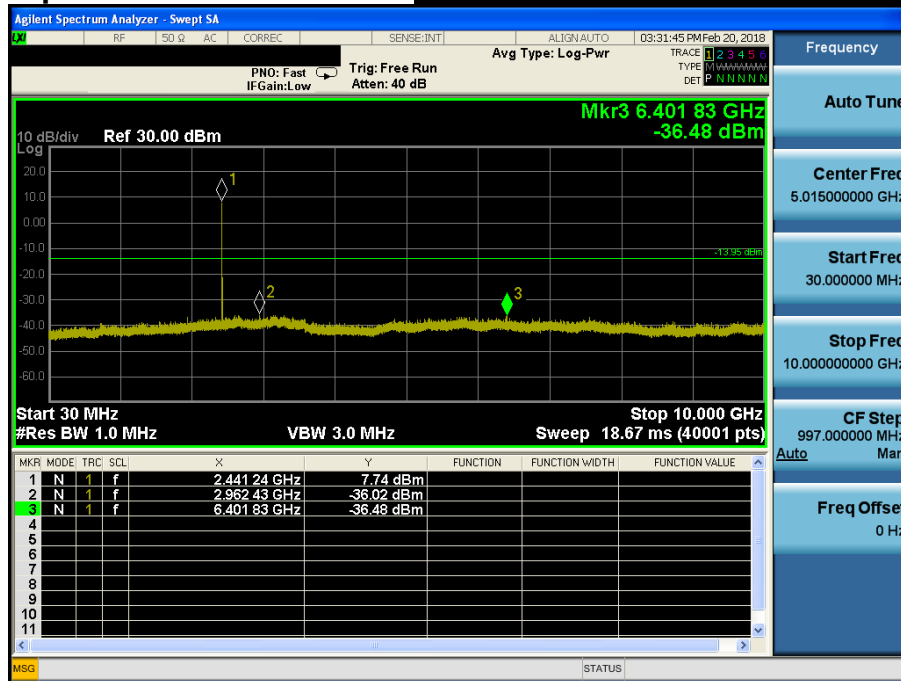 Agilent Spectrum Analyzer - Swept SA
LXI RF 50 Ω AC CORREC SENSE:INT ALIGNAUTO 03:31:45 PM Feb 20, 2018
Frequency
Avg Type: Log-Pwr
TRACE 1 2 3 4 5 6
PNO: Fast Trig: Free Run
TYPE MWWWWW
IFGain:Low Atten: 40 dB
DET P N N N N N
Auto Tune
Mkr3 6.401 83 GHz
-36.48 dBm
10 dB/div Ref 30.00 dBm
Log
20.0
10.0
0.00
-10.0
-20.0
-30.0
-40.0
-50.0
-60.0
1
2
3
-13.95 dBm
Center Freq
5.015000000 GHz
Start Freq
30.000000 MHz
Stop Freq
10.000000000 GHz
Start 30 MHz Stop 10.000 GHz
#Res BW 1.0 MHz VBW 3.0 MHz Sweep 18.67 ms (40001 pts)
CF Step
997.000000 MHz
Auto Man
MKR MODE TRC SCL X Y FUNCTION FUNCTION WIDTH FUNCTION VALUE
1 N 1 f 2.441 24 GHz 7.74 dBm
2 N 1 f 2.962 43 GHz -36.02 dBm
3 N 1 f 6.401 83 GHz -36.48 dBm
4
5
6
7
8
9
10
11
Freq Offset
0 Hz
MSG STATUS